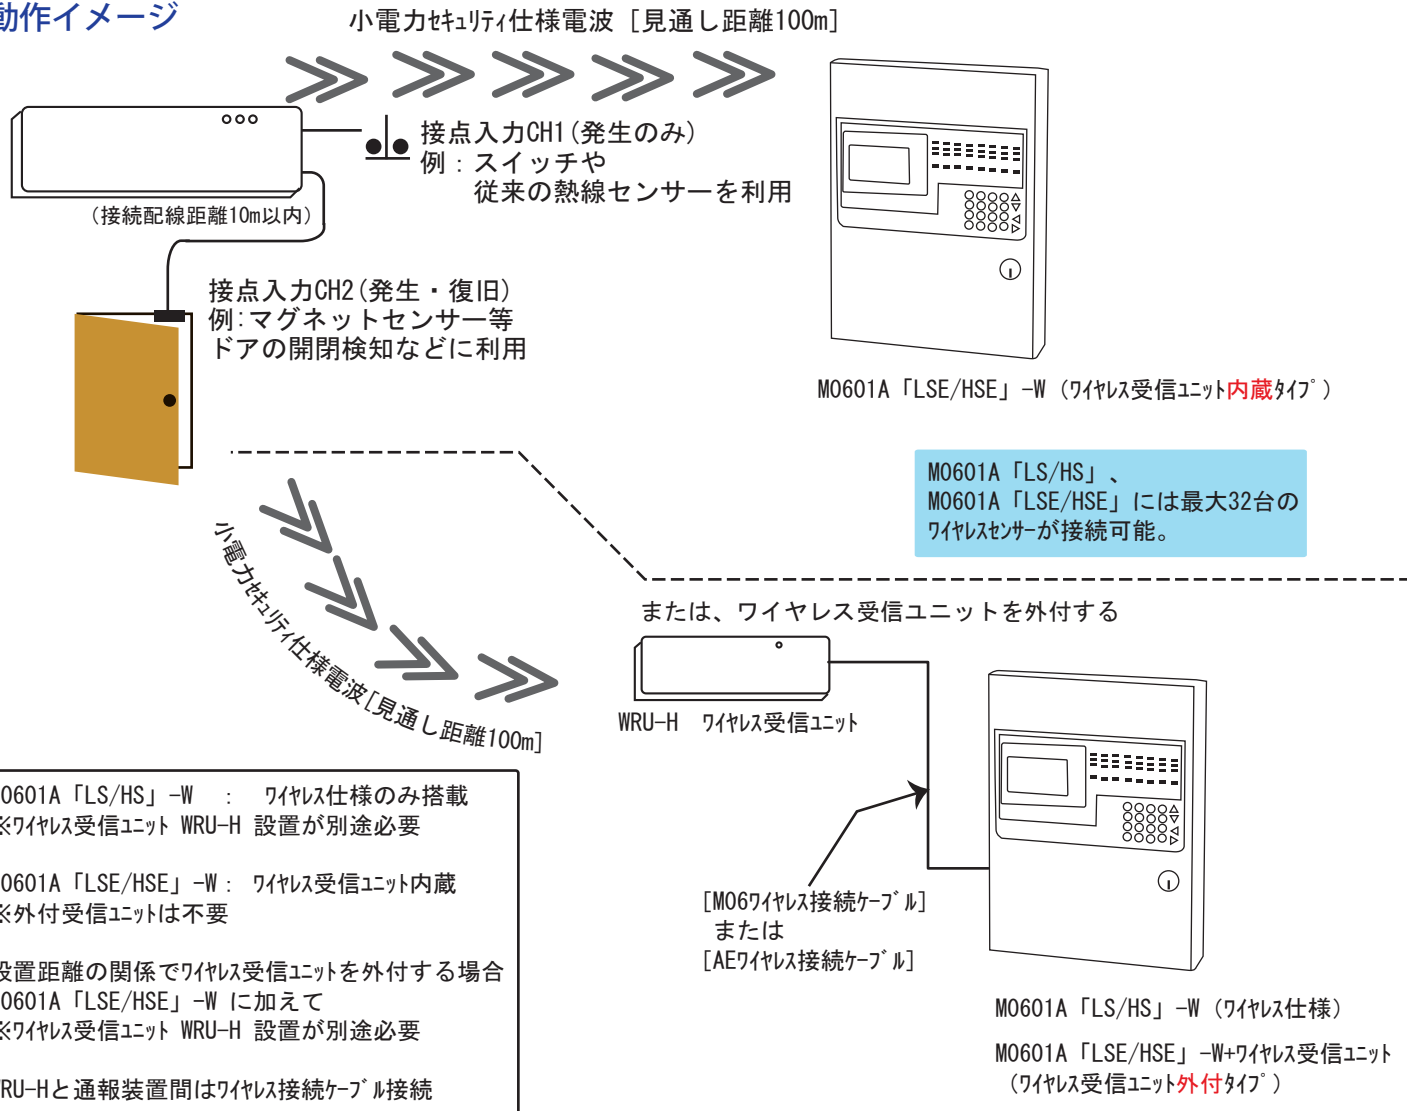 動作イメージ
小電力ｾｷｭﾘﾃｨ仕様電波 [見通し距離100m]
接点入力CH1(発生のみ)
例：スイッチや
従来の熱線センサーを利用
(接続配線距離10m以内)
接点入力CH2(発生・復旧)
例:マグネットセンサー等
ドアの開閉検知などに利用
M0601A「LSE/HSE」-W (ﾜｲﾔﾚｽ受信ﾕﾆｯﾄ内蔵ﾀｲﾌﾟ)
M0601A「LS/HS」、
M0601A「LSE/HSE」には最大32台の
ﾜｲﾔﾚｽｾﾝｻｰが接続可能。
小電力ｾｷｭﾘﾃｨ仕様電波[見通し距離100m]
または、ワイヤレス受信ユニットを外付する
WRU-H ﾜｲﾔﾚｽ受信ﾕﾆｯﾄ
[M06ﾜｲﾔﾚｽ接続ｹｰﾌﾞﾙ]
または
[AEﾜｲﾔﾚｽ接続ｹｰﾌﾞﾙ]
M0601A「LS/HS」-W (ﾜｲﾔﾚｽ仕様)
M0601A「LSE/HSE」-W+ﾜｲﾔﾚｽ受信ﾕﾆｯﾄ
(ﾜｲﾔﾚｽ受信ﾕﾆｯﾄ外付ﾀｲﾌﾟ)
0601A「LS/HS」-W ： ﾜｲﾔﾚｽ仕様のみ搭載
※ﾜｲﾔﾚｽ受信ﾕﾆｯﾄ WRU-H 設置が別途必要
0601A「LSE/HSE」-W： ﾜｲﾔﾚｽ受信ﾕﾆｯﾄ内蔵
※外付受信ﾕﾆｯﾄは不要
設置距離の関係でﾜｲﾔﾚｽ受信ﾕﾆｯﾄを外付する場合
0601A「LSE/HSE」-W に加えて
※ﾜｲﾔﾚｽ受信ﾕﾆｯﾄ WRU-H 設置が別途必要
WRU-Hと通報装置間はﾜｲﾔﾚｽ接続ｹｰﾌﾞﾙ接続